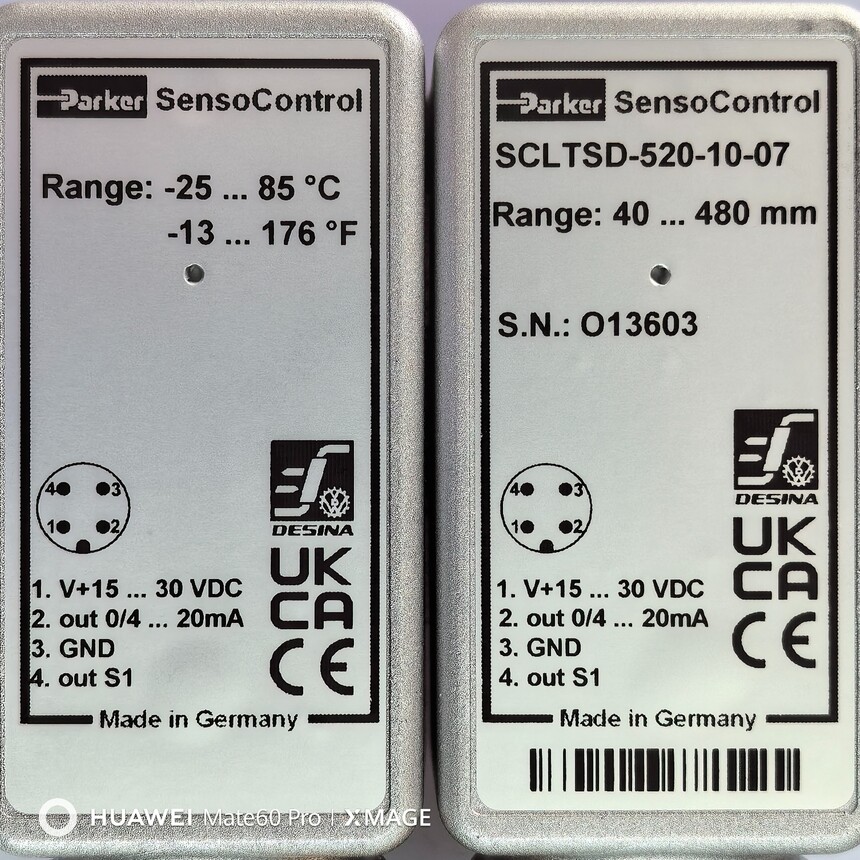 Parker SensoControl
Range: -25 ... 85 °C
-13 ... 176 °F
4 3
1 2
DESINA
1. V+15 ... 30 VDC
2. out 0/4 ... 20mA
3. GND
4. out S1
UK
CA
CE
Made in Germany
Parker SensoControl
SCLTSD-520-10-07
Range: 40 ... 480 mm
S.N.: O13603
4 3
1 2
DESINA
1. V+15 ... 30 VDC
2. out 0/4 ... 20mA
3. GND
4. out S1
UK
CA
CE
Made in Germany
HUAWEI Mate60 Pro | XMAGE